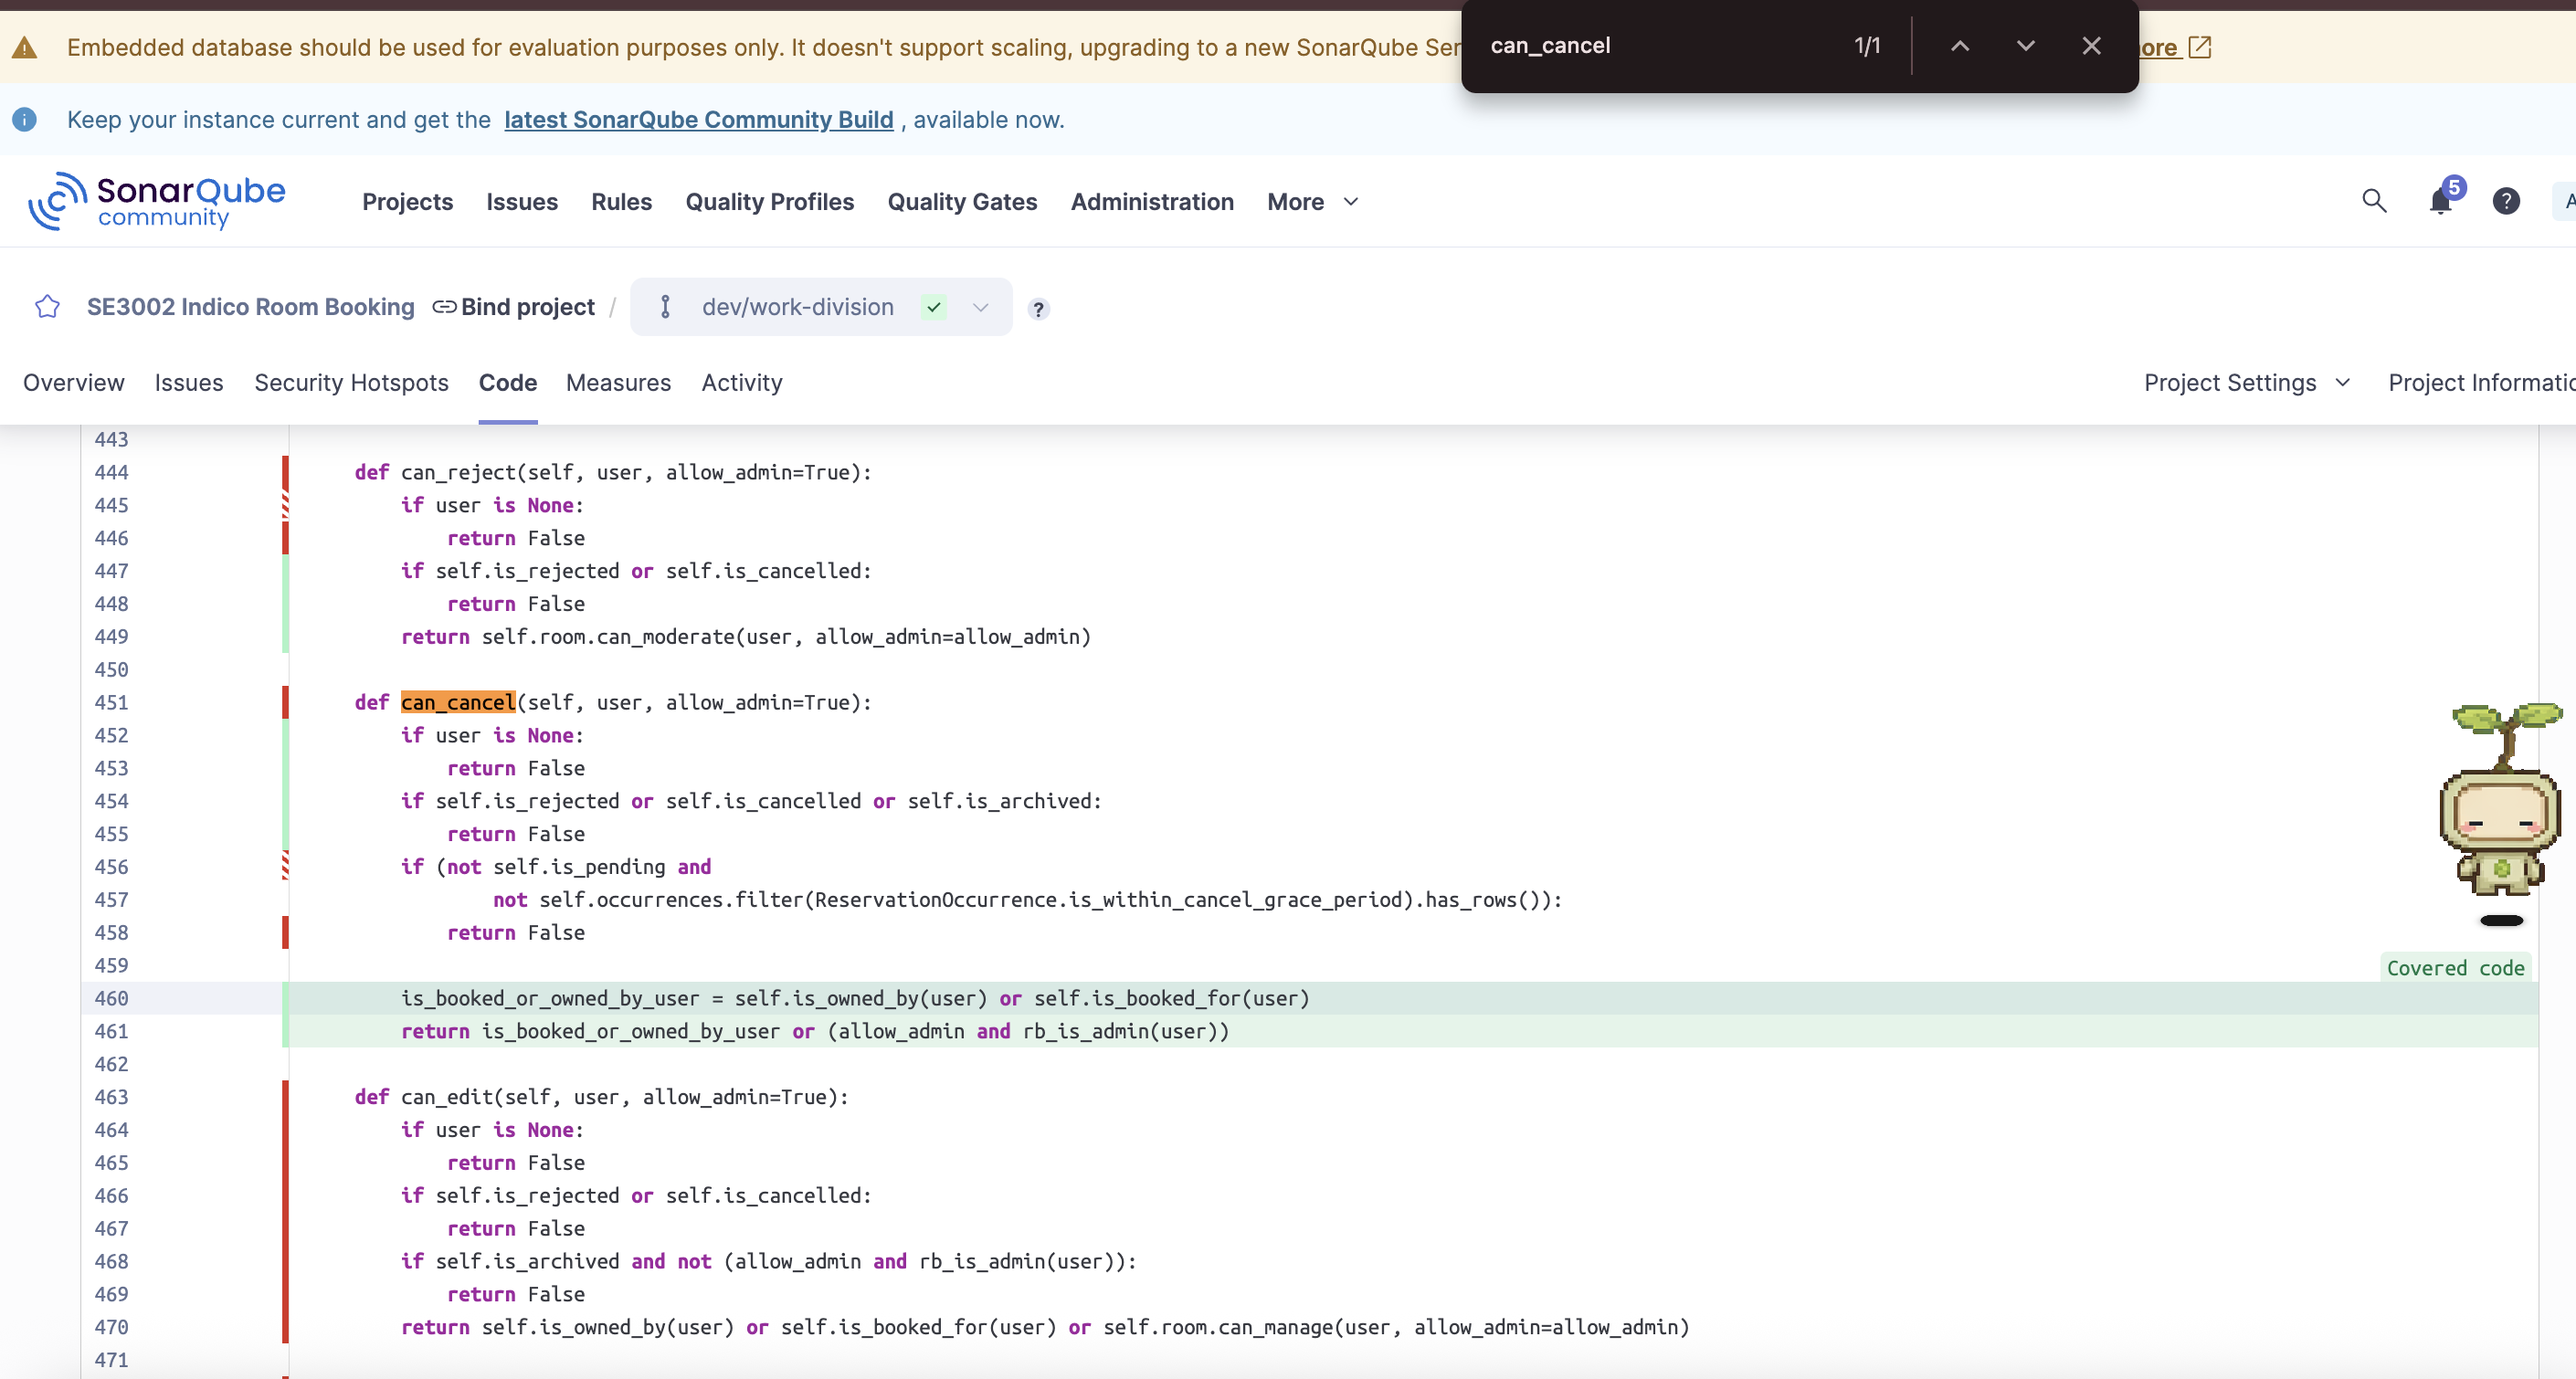 Embedded database should be used for evaluation purposes only. It doesn't support scaling, upgrading to a new SonarQube Ser
can_cancel 1/1
ore
Keep your instance current and get the latest SonarQube Community Build , available now.
SonarQube community
Projects Issues Rules Quality Profiles Quality Gates Administration More 5 ? A
SE3002 Indico Room Booking Bind project / dev/work-division ?
Overview Issues Security Hotspots Code Measures Activity Project Settings Project Informatio
443
444 def can_reject(self, user, allow_admin=True):
445 if user is None:
446 return False
447 if self.is_rejected or self.is_cancelled:
448 return False
449 return self.room.can_moderate(user, allow_admin=allow_admin)
450
451 def can_cancel(self, user, allow_admin=True):
452 if user is None:
453 return False
454 if self.is_rejected or self.is_cancelled or self.is_archived:
455 return False
456 if (not self.is_pending and
457 not self.occurrences.filter(ReservationOccurrence.is_within_cancel_grace_period).has_rows()):
458 return False
459
Covered code
460 is_booked_or_owned_by_user = self.is_owned_by(user) or self.is_booked_for(user)
461 return is_booked_or_owned_by_user or (allow_admin and rb_is_admin(user))
462
463 def can_edit(self, user, allow_admin=True):
464 if user is None:
465 return False
466 if self.is_rejected or self.is_cancelled:
467 return False
468 if self.is_archived and not (allow_admin and rb_is_admin(user)):
469 return False
470 return self.is_owned_by(user) or self.is_booked_for(user) or self.room.can_manage(user, allow_admin=allow_admin)
471